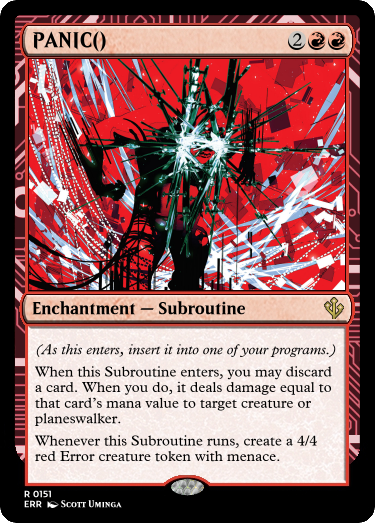 PANIC() 2
Enchantment — Subroutine
(As this enters, insert it into one of your programs.)
When this Subroutine enters, you may discard
a card. When you do, it deals damage equal to
that card's mana value to target creature or
planeswalker.
Whenever this Subroutine runs, create a 4/4
red Error creature token with menace.
R 0151
ERR Scott Uminga